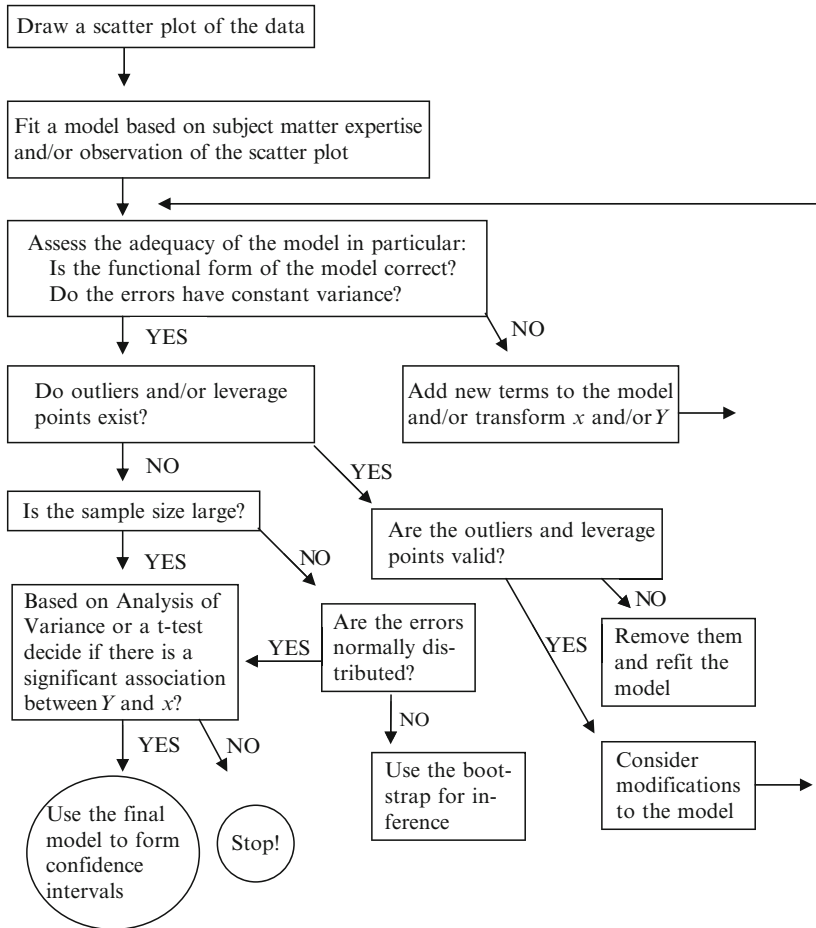 Draw a scatter plot of the data
Fit a model based on subject matter expertise
and/or observation of the scatter plot
Assess the adequacy of the model in particular:
Is the functional form of the model correct?
Do the errors have constant variance?
YES
NO
Do outliers and/or leverage
points exist?
Add new terms to the model
and/or transform x and/or Y
NO
YES
Is the sample size large?
Are the outliers and leverage
points valid?
YES
NO
Based on Analysis of
Variance or a t-test
decide if there is a
significant association
between Y and x?
YES
Are the errors
normally dis-
tributed?
NO
YES
Remove them
and refit the
model
YES
NO
NO
Use the final
model to form
confidence
intervals
Stop!
Use the boot-
strap for in-
ference
Consider
modifications
to the model